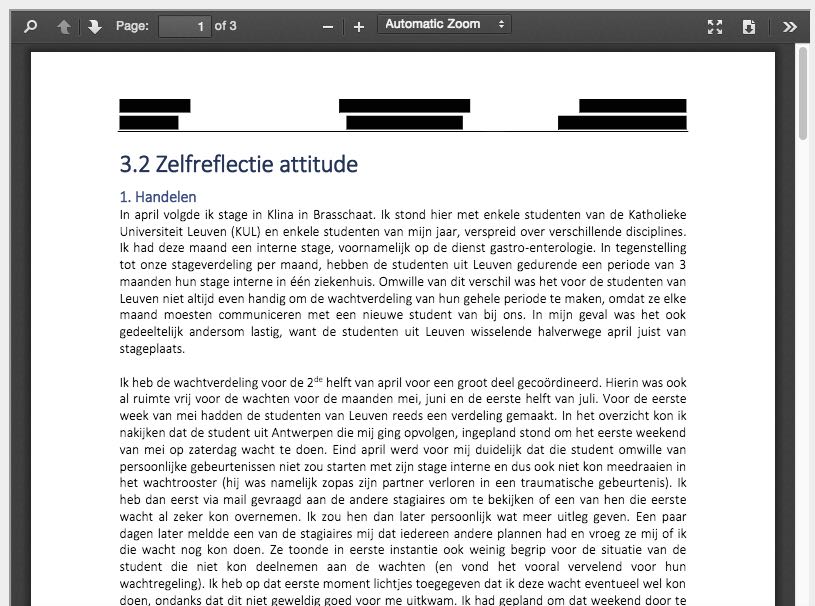 Page: 1 of 3 Automatic Zoom
3.2 Zelfreflectie attitude
1. Handelen
In april volgde ik stage in Klina in Brasschaat. Ik stond hier met enkele studenten van de Katholieke
Universiteit Leuven (KUL) en enkele studenten van mijn jaar, verspreid over verschillende disciplines.
Ik had deze maand een interne stage, voornamelijk op de dienst gastro-enterologie. In tegenstelling
tot onze stageverdeling per maand, hebben de studenten uit Leuven gedurende een periode van 3
maanden hun stage interne in één ziekenhuis. Omwille van dit verschil was het voor de studenten van
Leuven niet altijd even handig om de wachtverdeling van hun gehele periode te maken, omdat ze elke
maand moesten communiceren met een nieuwe student van bij ons. In mijn geval was het ook
gedeeltelijk andersom lastig, want de studenten uit Leuven wisselende halverwege april juist van
stageplaats.
Ik heb de wachtverdeling voor de 2de helft van april voor een groot deel gecoördineerd. Hierin was ook
al ruimte vrij voor de wachten voor de maanden mei, juni en de eerste helft van juli. Voor de eerste
week van mei hadden de studenten van Leuven reeds een verdeling gemaakt. In het overzicht kon ik
nakijken dat de student uit Antwerpen die mij ging opvolgen, ingepland stond om het eerste weekend
van mei op zaterdag wacht te doen. Eind april werd voor mij duidelijk dat die student omwille van
persoonlijke gebeurtenissen niet zou starten met zijn stage interne en dus ook niet kon meedraaien in
het wachtrooster (hij was namelijk zopas zijn partner verloren in een traumatische gebeurtenis). Ik
heb dan eerst via mail gevraagd aan de andere stagiaires om te bekijken of een van hen die eerste
wacht al zeker kon overnemen. Ik zou hen dan later persoonlijk wat meer uitleg geven. Een paar
dagen later meldde een van de stagiaires mij dat iedereen andere plannen had en vroeg ze mij of ik
die wacht nog kon doen. Ze toonde in eerste instantie ook weinig begrip voor de situatie van de
student die niet kon deelnemen aan de wachten (en vond het vooral vervelend voor hun
wachtregeling). Ik heb op dat eerste moment lichtjes toegegeven dat ik deze wacht eventueel wel kon
doen, ondanks dat dit niet geweldig goed voor me uitkwam. Ik had gepland om dat weekend door te